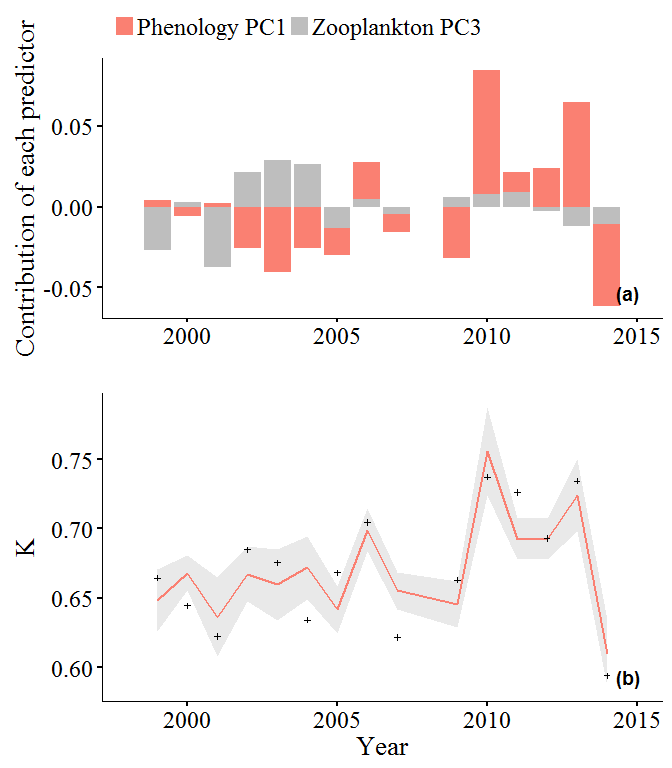 Phenology PC1 Zooplankton PC3
Contribution of each predictor
0.05
0.00
-0.05
(a)
2000 2005 2010 2015
K
0.75
0.70
0.65
0.60
(b)
2000 2005 2010 2015
Year